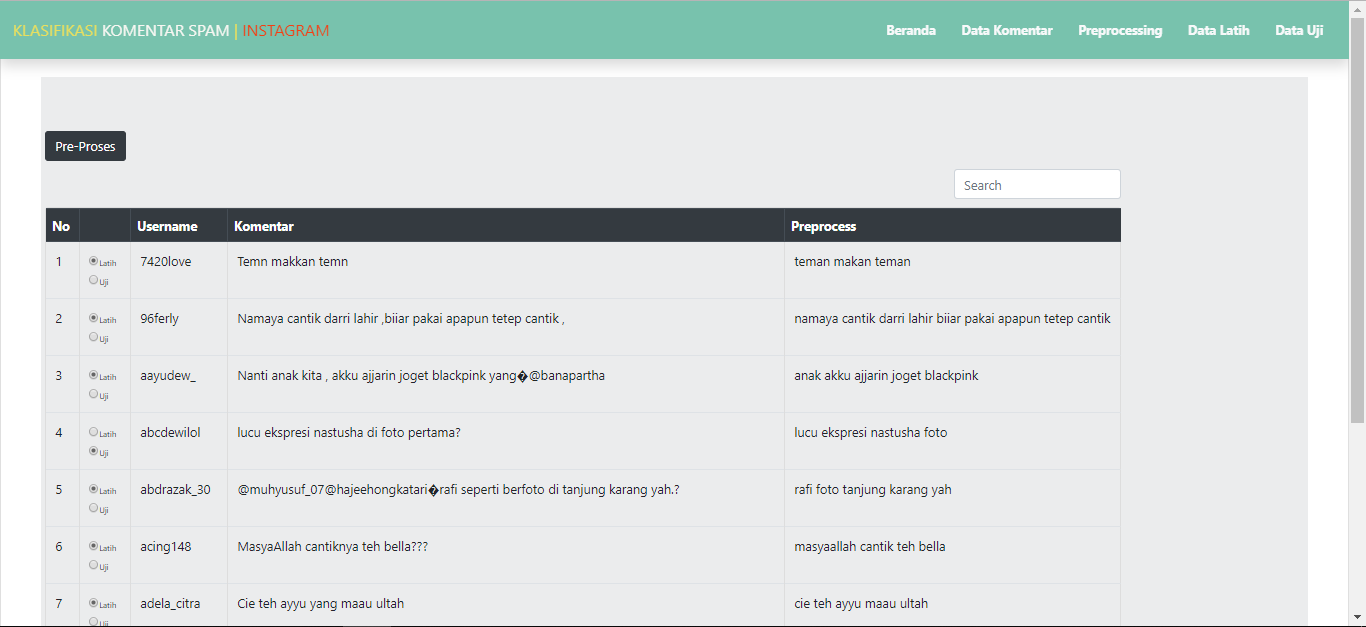 KLASIFIKASI KOMENTAR SPAM | INSTAGRAM Beranda Data Komentar Preprocessing Data Latih Data Uji
Pre-Proses
Search
No Username Komentar Preprocess
1 Latih 7420love Temn makkan temn teman makan teman
Uji
2 Latih 96ferly Namaya cantik darri lahir ,biiar pakai apapun tetep cantik , namaya cantik darri lahir biiar pakai apapun tetep cantik
Uji
3 Latih aayudew_ Nanti anak kita , akku ajjarin joget blackpink yang�@banapartha anak akku ajjarin joget blackpink
Uji
4 Latih abcdewilol lucu ekspresi nastusha di foto pertama? lucu ekspresi nastusha foto
Uji
5 Latih abdrazak_30 @muhyusuf_07@hajeehongkatari�rafi seperti berfoto di tanjung karang yah.? rafi foto tanjung karang yah
Uji
6 Latih acing148 MasyaAllah cantiknya teh bella??? masyaallah cantik teh bella
Uji
7 Latih adela_citra Cie teh ayyu yang maau ultah cie teh ayyu maau ultah
Uji